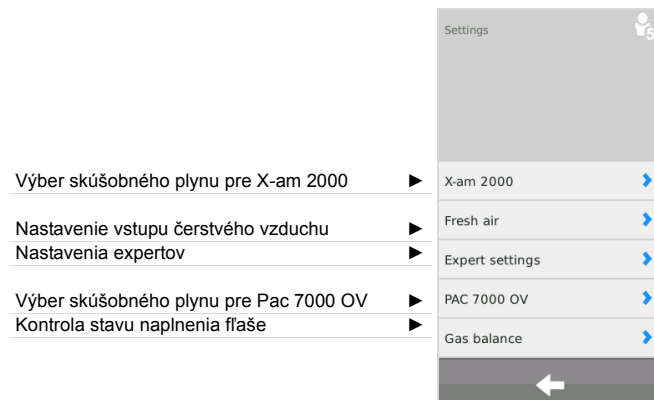 Settings 5
Výber skúšobného plynu pre X-am 2000 ► X-am 2000
Nastavenie vstupu čerstvého vzduchu ► Fresh air
Nastavenia expertov ► Expert settings
Výber skúšobného plynu pre Pac 7000 OV ► PAC 7000 OV
Kontrola stavu naplnenia fľaše ► Gas balance